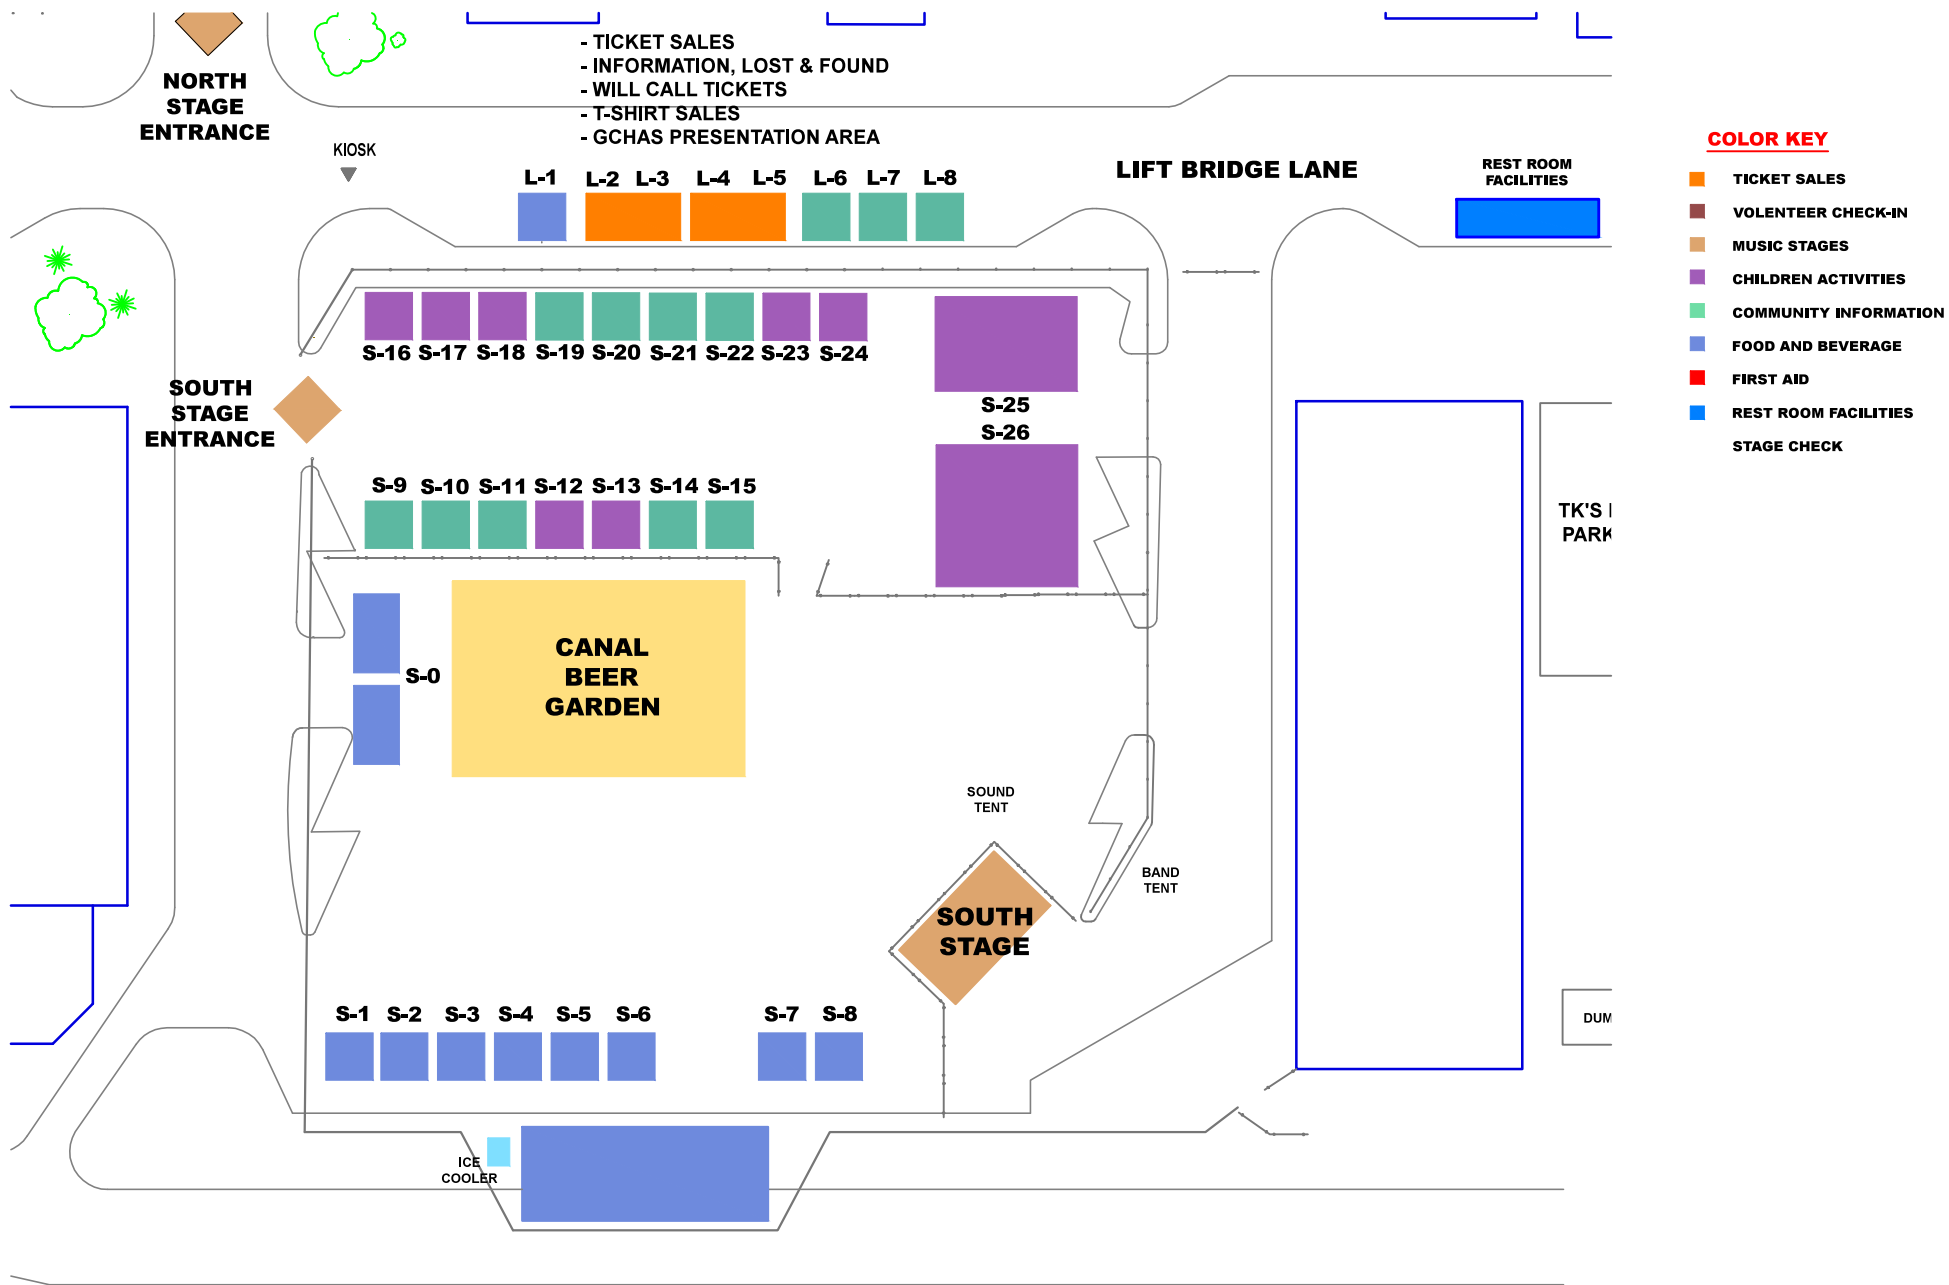 - TICKET SALES
- INFORMATION, LOST & FOUND
- WILL CALL TICKETS
- T-SHIRT SALES
- GCHAS PRESENTATION AREA
NORTH
STAGE
ENTRANCE
KIOSK
L-1
L-2
L-3
L-4
L-5
L-6
L-7
L-8
LIFT BRIDGE LANE
REST ROOM
FACILITIES
COLOR KEY
TICKET SALES
VOLENTEER CHECK-IN
MUSIC STAGES
CHILDREN ACTIVITIES
COMMUNITY INFORMATION
FOOD AND BEVERAGE
FIRST AID
REST ROOM FACILITIES
STAGE CHECK
S-16
S-17
S-18
S-19
S-20
S-21
S-22
S-23
S-24
S-25
S-26
SOUTH
STAGE
ENTRANCE
S-9
S-10
S-11
S-12
S-13
S-14
S-15
TK'S
PARK
S-0
CANAL
BEER
GARDEN
SOUND
TENT
BAND
TENT
SOUTH
STAGE
S-1
S-2
S-3
S-4
S-5
S-6
S-7
S-8
DUM
ICE
COOLER